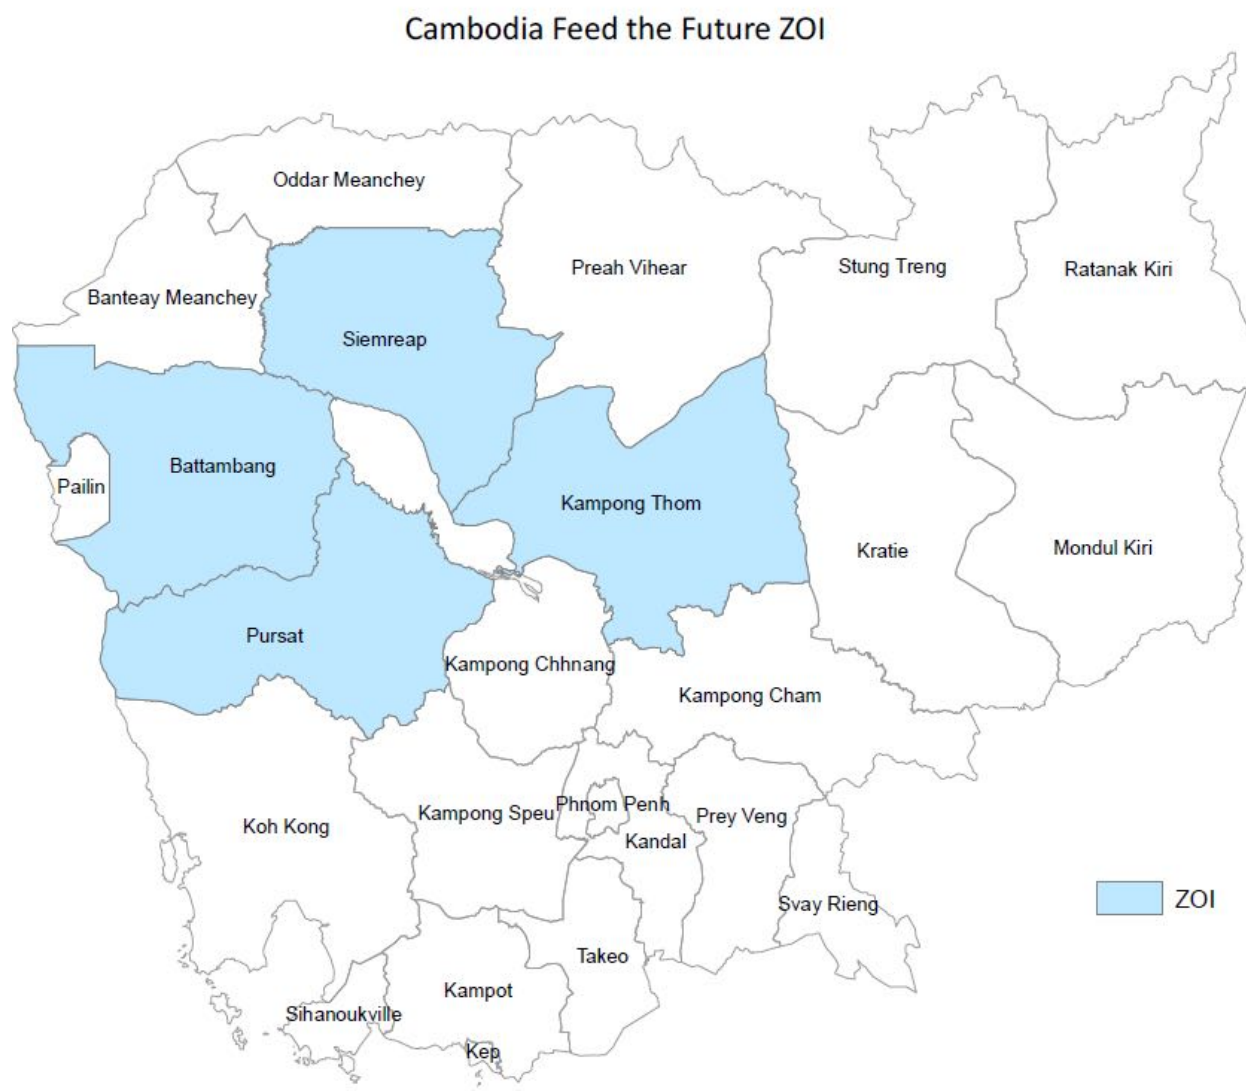 Cambodia Feed the Future ZOI
Oddar Meanchey
Preah Vihear
Stung Treng
Ratanak Kiri
Banteay Meanchey
Siemreap
Battambang
Pailin
Kampong Thom
Kratie
Mondul Kiri
Pursat
Kampong Chhnang
Kampong Cham
Koh Kong
Kampong Speu
Phnom Penh
Prey Veng
Kandal
Svay Rieng
ZOI
Takeo
Kampot
Sihanoukville
Kep